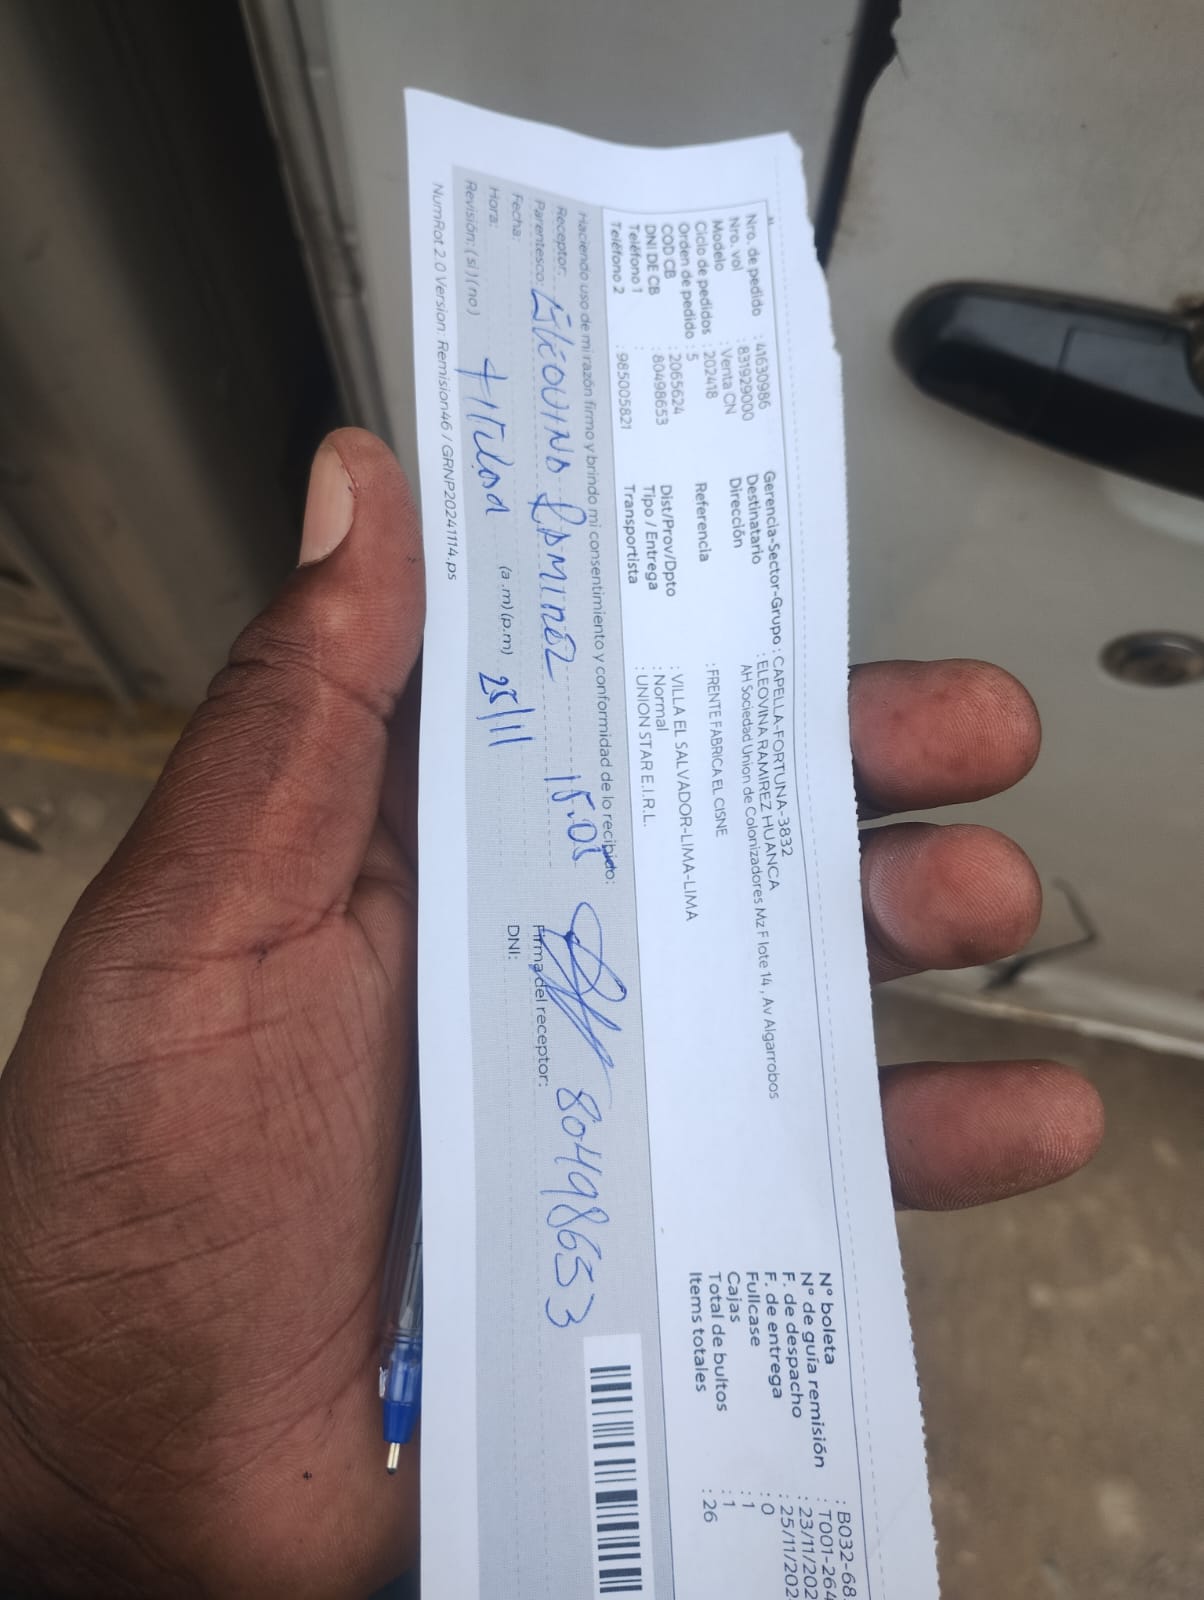 Nro. de pedido : 41630986
Nro. vol : 831929000
Modelo : Venta CN
Ciclo de pedidos : 202418
Orden de pedido : 5
COD CB : 2065624
DNI DE CB : 80498653
Teléfono 1 :
Teléfono 2 : 985005821
Gerencia-Sector-Grupo : CAPELLA-FORTUNA-3832
Destinatario : ELEOVINA RAMIREZ HUANCA
Dirección AH Sociedad Union de Colonizadores Mz F lote 14 , Av Algarrobos
Referencia : FRENTE FABRICA EL CISNE
Dist/Prov/Dpto : VILLA EL SALVADOR-LIMA-LIMA
Tipo / Entrega : Normal
Transportista : UNION STAR E.I.R.L.
N° boleta : B032-68
N° de guía remisión : T001-264
F. de despacho : 23/11/202
F. de entrega : 25/11/202
Fullcase : 0
Cajas : 1
Total de bultos : 1
Items totales : 26
Haciendo uso de mi razón firmo y brindo mi consentimiento y conformidad de lo recibido:
Receptor:
Parentesco: Eleovina Ramirez 15.05 80498653
Firma del receptor:
Fecha: DNI:
Hora: Titular (a .m) (p.m) 25/11
Revisión: ( si ) ( no )
NumRot 2.0 Version: Remision46 / GRNP20241114.ps